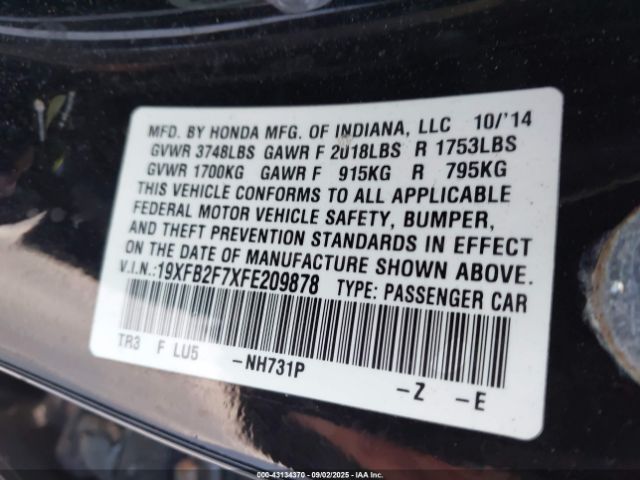 MFD. BY HONDA MFG. OF INDIANA, LLC 10/'14
GVWR 3748LBS GAWR F 2018LBS R 1753LBS
GVWR 1700KG GAWR F 915KG R 795KG
THIS VEHICLE CONFORMS TO ALL APPLICABLE
FEDERAL MOTOR VEHICLE SAFETY, BUMPER,
AND THEFT PREVENTION STANDARDS IN EFFECT
ON THE DATE OF MANUFACTURE SHOWN ABOVE.
V.I.N.:19XFB2F7XFE209878 TYPE: PASSENGER CAR
TR3 F LU5 -NH731P -Z -E
000-43134370 - 09/02/2025 - IAA Inc.